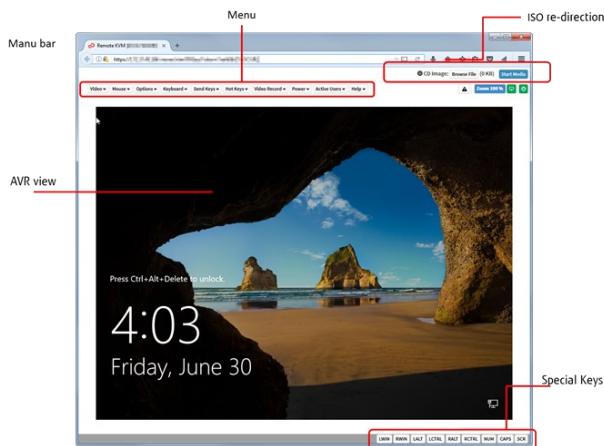 Menu
ISO re-direction
Manu bar
Remote KVM
CD Image: Browse File (0 KB) Start Media
Video Mouse Options Keyboard Send Keys Hot Keys Video Record Power Active Users Help
Zoom 100 %
AVR view
Press Ctrl+Alt+Delete to unlock.
4:03
Friday, June 30
Special Keys
LWIN RWIN LALT LCTRL RALT RCTRL NUM CAPS SCR